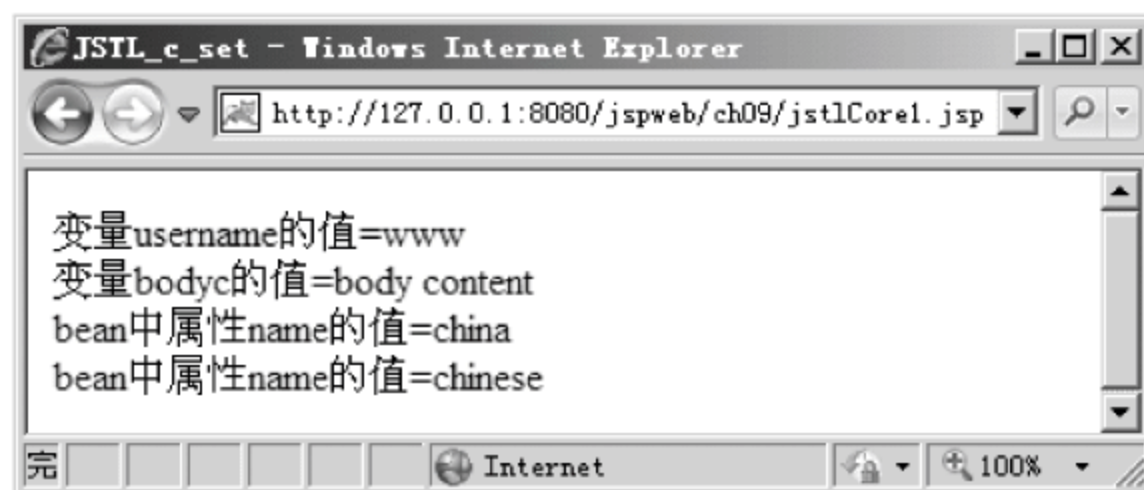 JSTL_c_set - Windows Internet Explorer
http://127.0.0.1:8080/jspweb/ch09/jstlCore1.jsp
变量username的值=www
变量bodyc的值=body content
bean中属性name的值=china
bean中属性name的值=chinese
完 Internet 100%